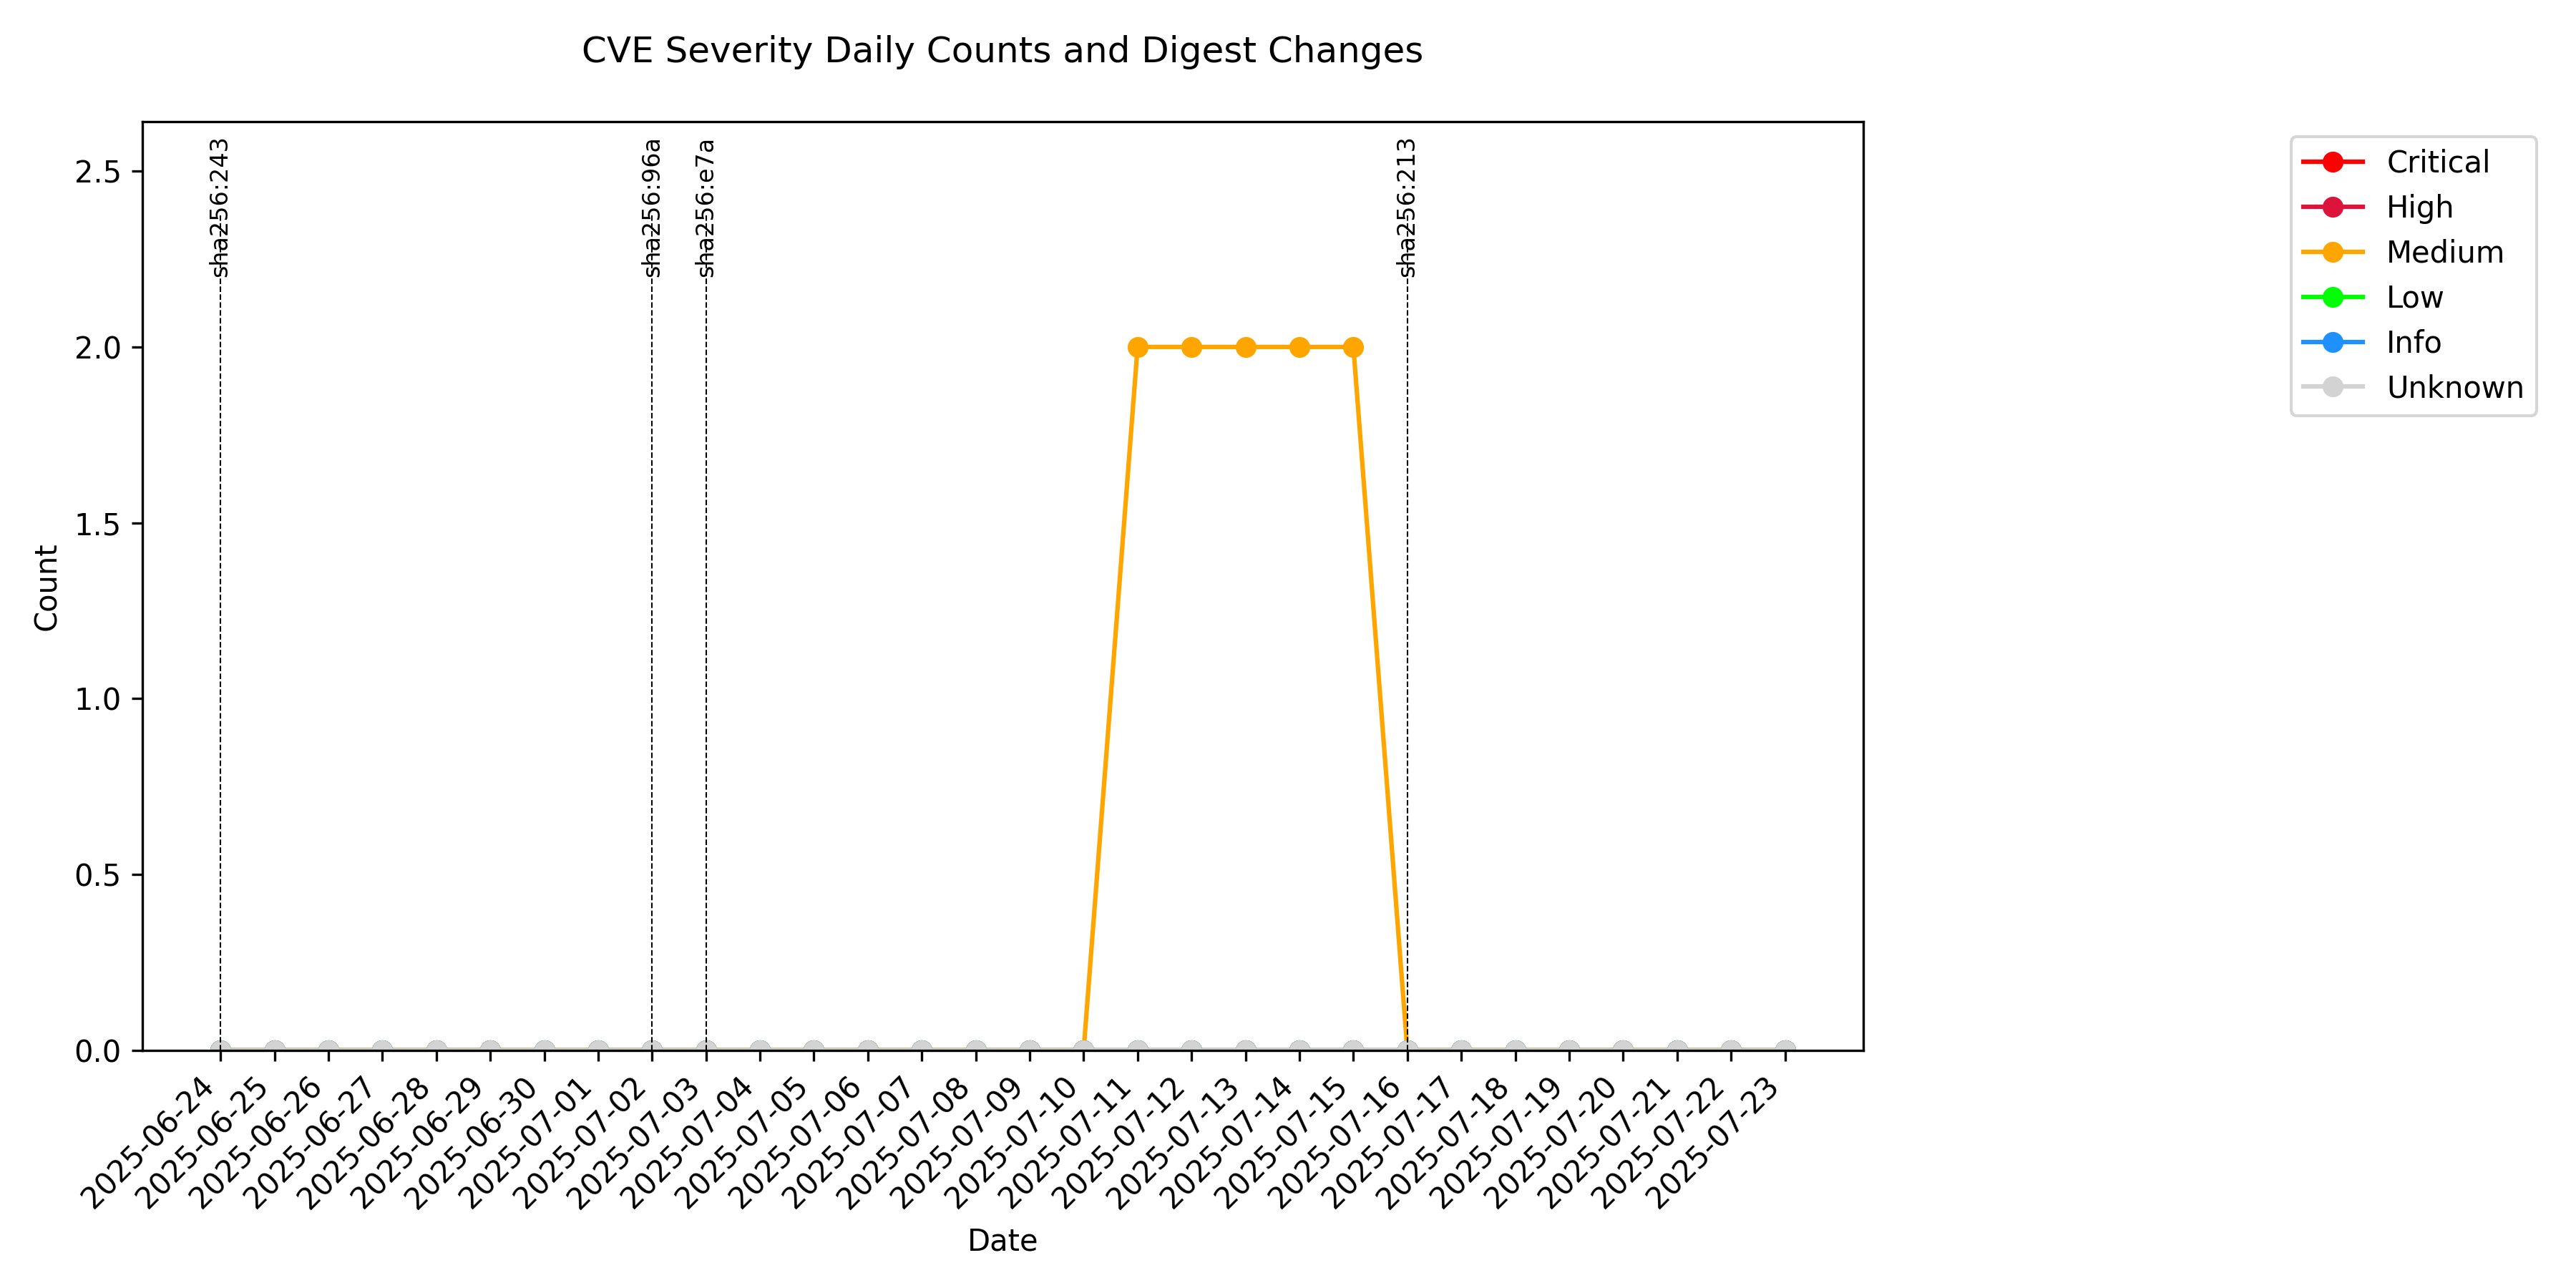 CVE Severity Daily Counts and Digest Changes
sha256:243
sha256:96a
sha256:e7a
sha256:213
Critical
High
Medium
Low
Info
Unknown
2.5
2.0
1.5
1.0
0.5
0.0
Count
2025-06-24
2025-06-25
2025-06-26
2025-06-27
2025-06-28
2025-06-29
2025-06-30
2025-07-01
2025-07-02
2025-07-03
2025-07-04
2025-07-05
2025-07-06
2025-07-07
2025-07-08
2025-07-09
2025-07-10
2025-07-11
2025-07-12
2025-07-13
2025-07-14
2025-07-15
2025-07-16
2025-07-17
2025-07-18
2025-07-19
2025-07-20
2025-07-21
2025-07-22
2025-07-23
Date